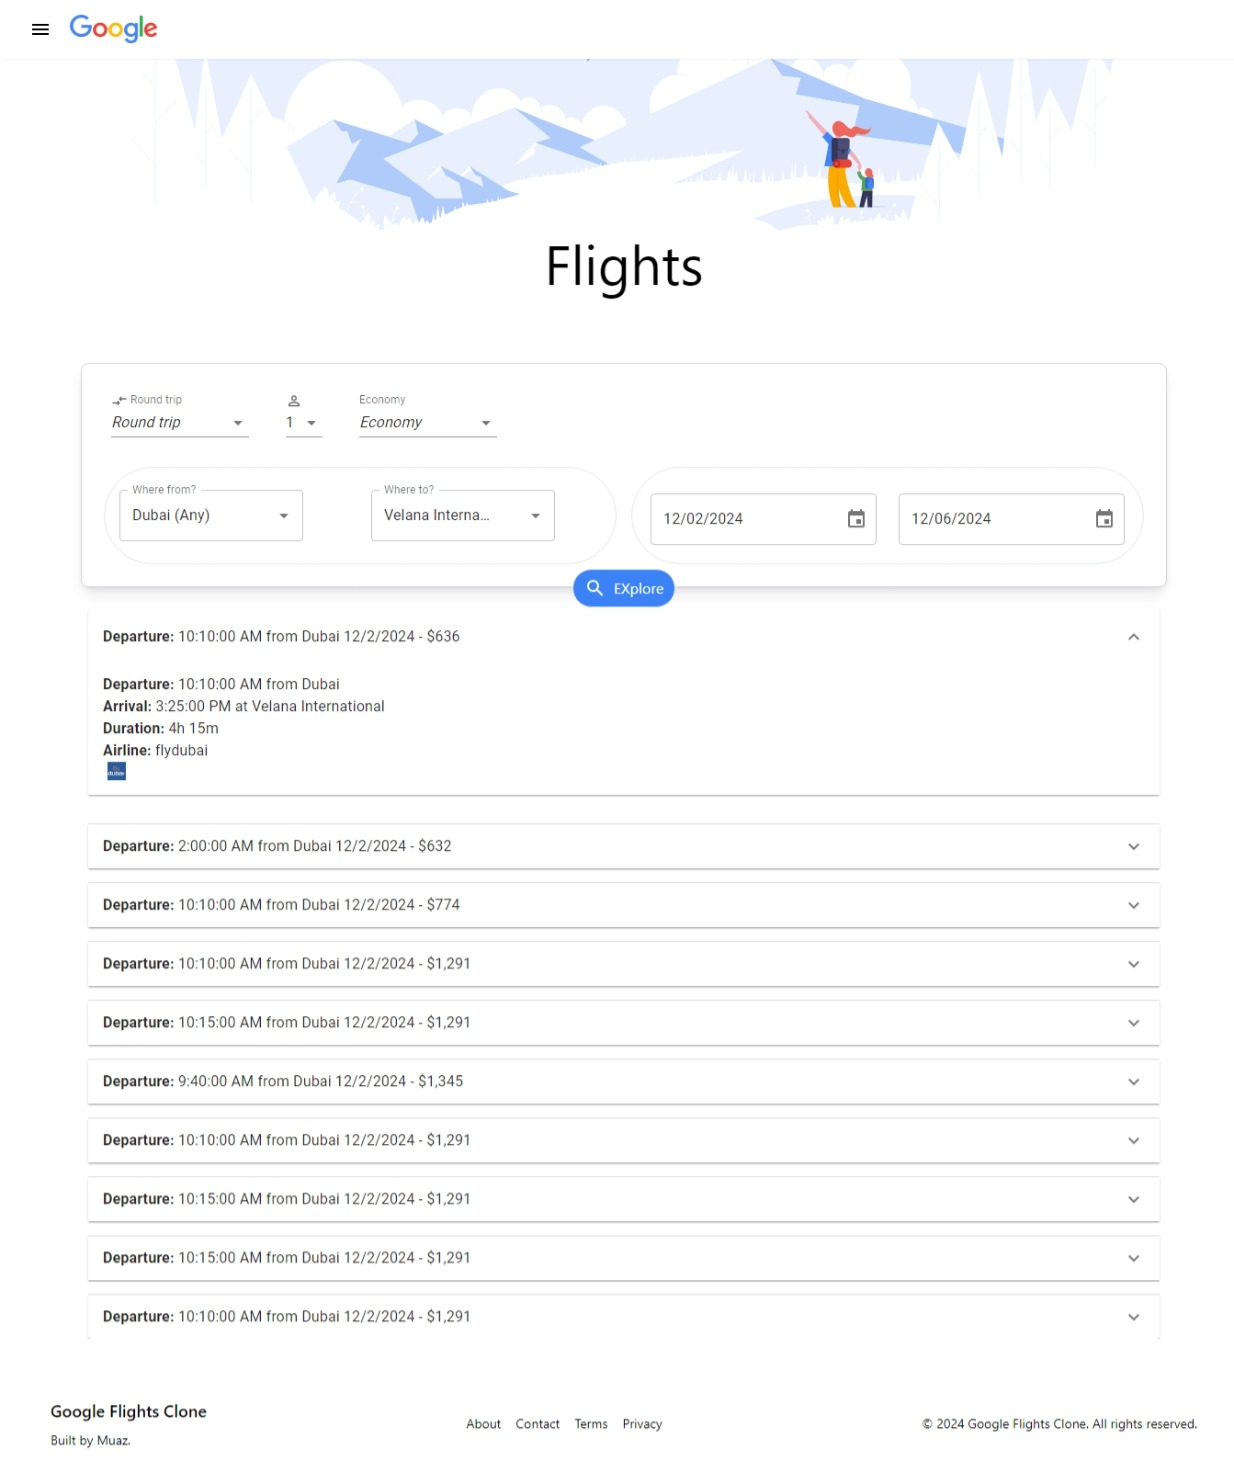 Google
Flights
Round trip
Round trip
1
Economy
Economy
Where from?
Dubai (Any)
Where to?
Velana Interna...
12/02/2024
12/06/2024
EXplore
Departure: 10:10:00 AM from Dubai 12/2/2024 - $636
Departure: 10:10:00 AM from Dubai
Arrival: 3:25:00 PM at Velana International
Duration: 4h 15m
Airline: flydubai
dubai
Departure: 2:00:00 AM from Dubai 12/2/2024 - $632
Departure: 10:10:00 AM from Dubai 12/2/2024 - $774
Departure: 10:10:00 AM from Dubai 12/2/2024 - $1,291
Departure: 10:15:00 AM from Dubai 12/2/2024 - $1,291
Departure: 9:40:00 AM from Dubai 12/2/2024 - $1,345
Departure: 10:10:00 AM from Dubai 12/2/2024 - $1,291
Departure: 10:15:00 AM from Dubai 12/2/2024 - $1,291
Departure: 10:15:00 AM from Dubai 12/2/2024 - $1,291
Departure: 10:10:00 AM from Dubai 12/2/2024 - $1,291
Google Flights Clone
Built by Muaz.
About Contact Terms Privacy
© 2024 Google Flights Clone. All rights reserved.